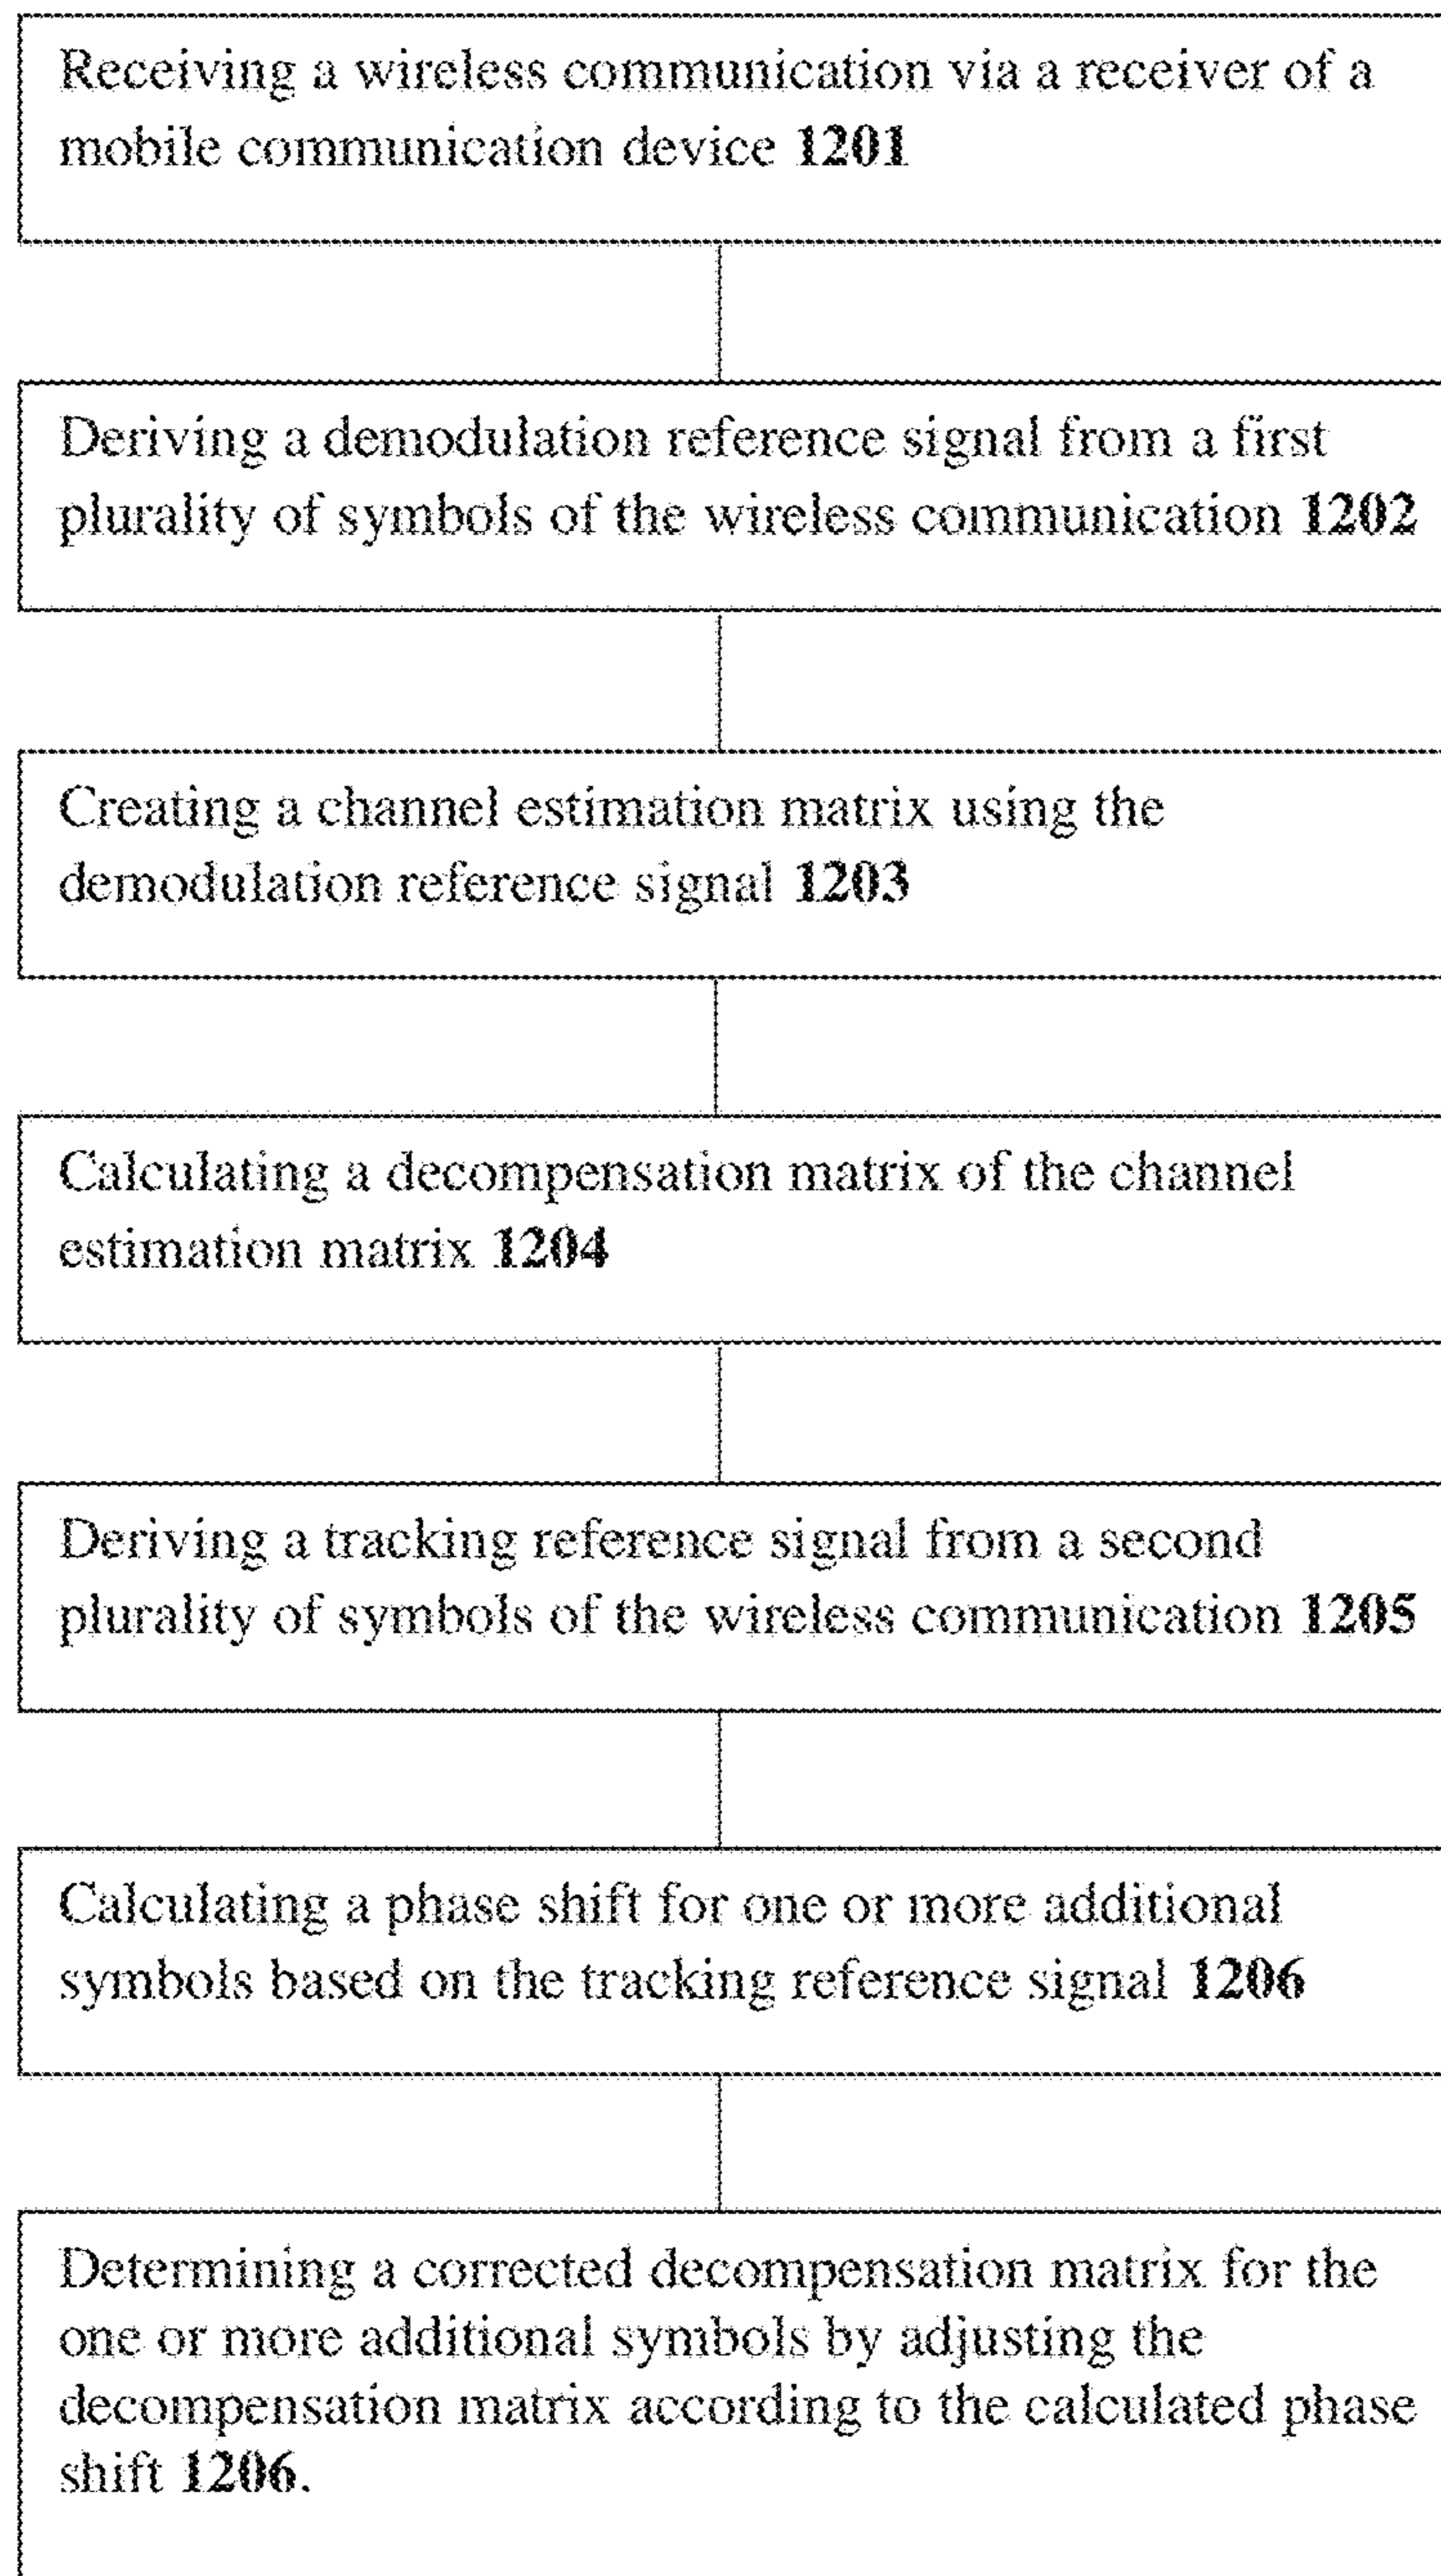 Receiving a wireless communication via a receiver of a
mobile communication device 1201
Deriving a demodulation reference signal from a first
plurality of symbols of the wireless communication 1202
Creating a channel estimation matrix using the
demodulation reference signal 1203
Calculating a decompensation matrix of the channel
estimation matrix 1204
Deriving a tracking reference signal from a second
plurality of symbols of the wireless communication 1205
Calculating a phase shift for one or more additional
symbols based on the tracking reference signal 1206
Determining a corrected decompensation matrix for the
one or more additional symbols by adjusting the
decompensation matrix according to the calculated phase
shift 1206.